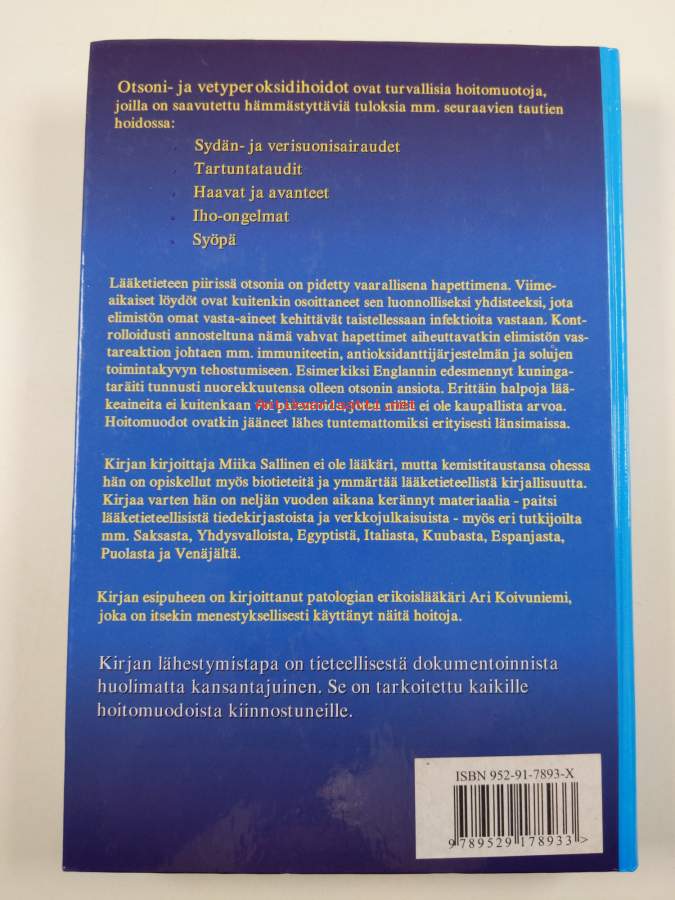 Otsoni- ja vetyperoksidihoidot ovat turvallisia hoitomuotoja,
joilla on saavutettu hämmästyttäviä tuloksia mm. seuraavien tautien
hoidossa:
Sydän- ja verisuonisairaudet
Tartuntataudit
Haavat ja avanteet
Iho-ongelmat
Syöpä
Lääketieteen piirissä otsonia on pidetty vaarallisena hapettimena. Viime-
aikaiset löydöt ovat kuitenkin osoittaneet sen luonnolliseksi yhdisteeksi, jota
elimistön omat vasta-aineet kehittävät taistellessaan infektioita vastaan. Kont-
rolloidusti annosteltuna nämä vahvat hapettimet aiheuttavatkin elimistön vas-
tareaktion johtaen mm. immuniteetin, antioksidanttijärjestelmän ja solujen
toimintakyvyn tehostumiseen. Esimerkiksi Englannin edesmennyt kuninga-
taräiti tunnusti nuorekkuutensa olleen otsonin ansiota. Erittäin halpoja lää-
keaineita ei kuitenkaan voi patentoida, joten niillä ei ole kaupallista arvoa.
Hoitomuodot ovatkin jääneet lähes tuntemattomiksi erityisesti länsimaissa.
Kirjan kirjoittaja Miika Sallinen ei ole lääkäri, mutta kemistitaustansa ohessa
hän on opiskellut myös biotieteitä ja ymmärtää lääketieteellistä kirjallisuutta.
Kirjaa varten hän on neljän vuoden aikana kerännyt materiaalia - paitsi
lääketieteellisistä tiedekirjastoista ja verkkojulkaisuista - myös eri tutkijoilta
mm. Saksasta, Yhdysvalloista, Egyptistä, Italiasta, Kuubasta, Espanjasta,
Puolasta ja Venäjältä.
Kirjan esipuheen on kirjoittanut patologian erikoislääkäri Ari Koivuniemi,
joka on itsekin menestyksellisesti käyttänyt näitä hoitoja.
Kirjan lähestymistapa on tieteellisestä dokumentoinnista
huolimatta kansantajuinen. Se on tarkoitettu kaikille
hoitomuodoista kiinnostuneille.
ISBN 952-91-7893-X
9 789529 178933 >